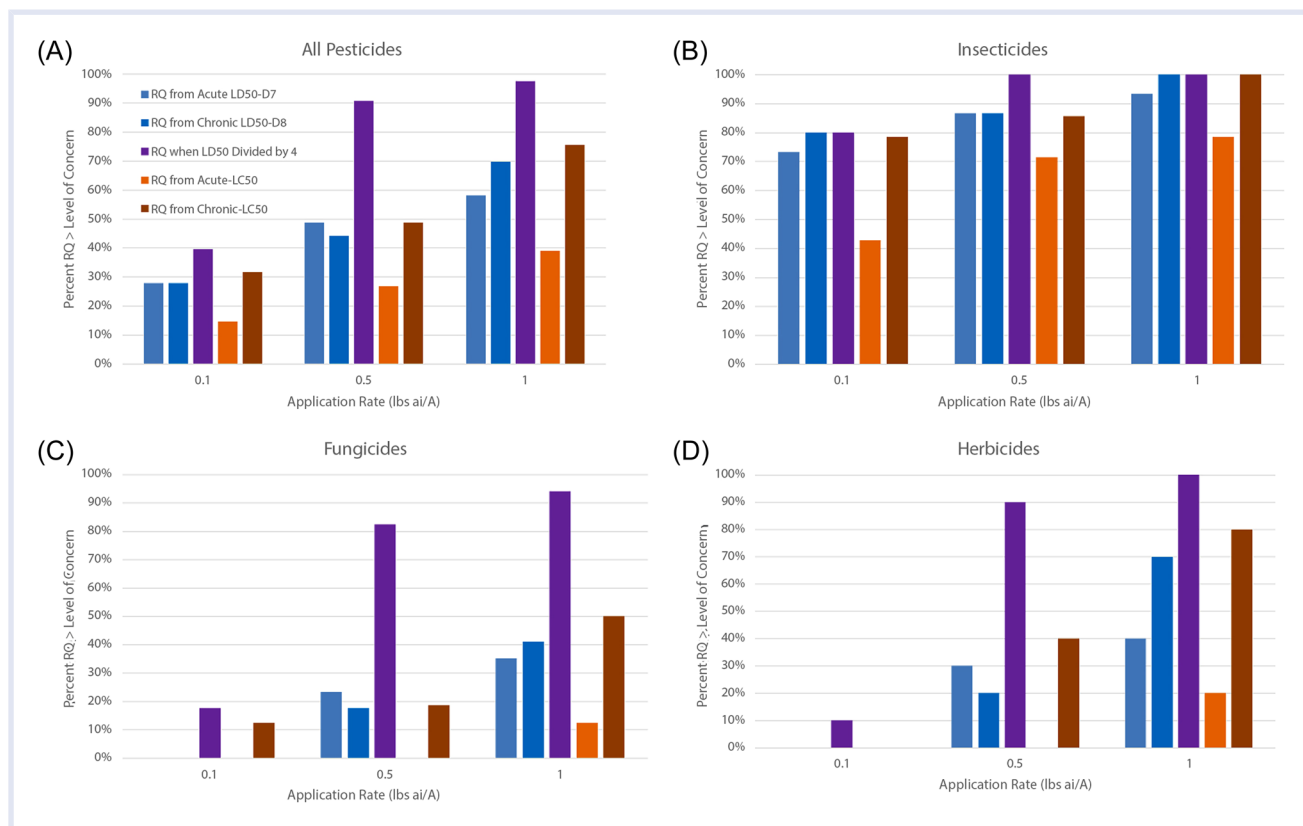 (A)
All Pesticides
Percent RQ > Level of Concern
100%
90%
80%
70%
60%
50%
40%
30%
20%
10%
0%
RQ from Acute LD50-D7
RQ from Chronic LD50-D8
RQ when LD50 Divided by 4
RQ from Acute-LC50
RQ from Chronic-LC50
0.1 0.5 1
Application Rate (lbs ai/A)
(B)
Insecticides
Percent RQ > Level of Concern
100%
90%
80%
70%
60%
50%
40%
30%
20%
10%
0%
0.1 0.5 1
Application Rate (lbs ai/A)
(C)
Fungicides
Percent RQ > Level of Concern
100%
90%
80%
70%
60%
50%
40%
30%
20%
10%
0%
0.1 0.5 1
Application Rate (lbs ai/A)
(D)
Herbicides
Percent RQ > Level of Concern
100%
90%
80%
70%
60%
50%
40%
30%
20%
10%
0%
0.1 0.5 1
Application Rate (lbs ai/A)